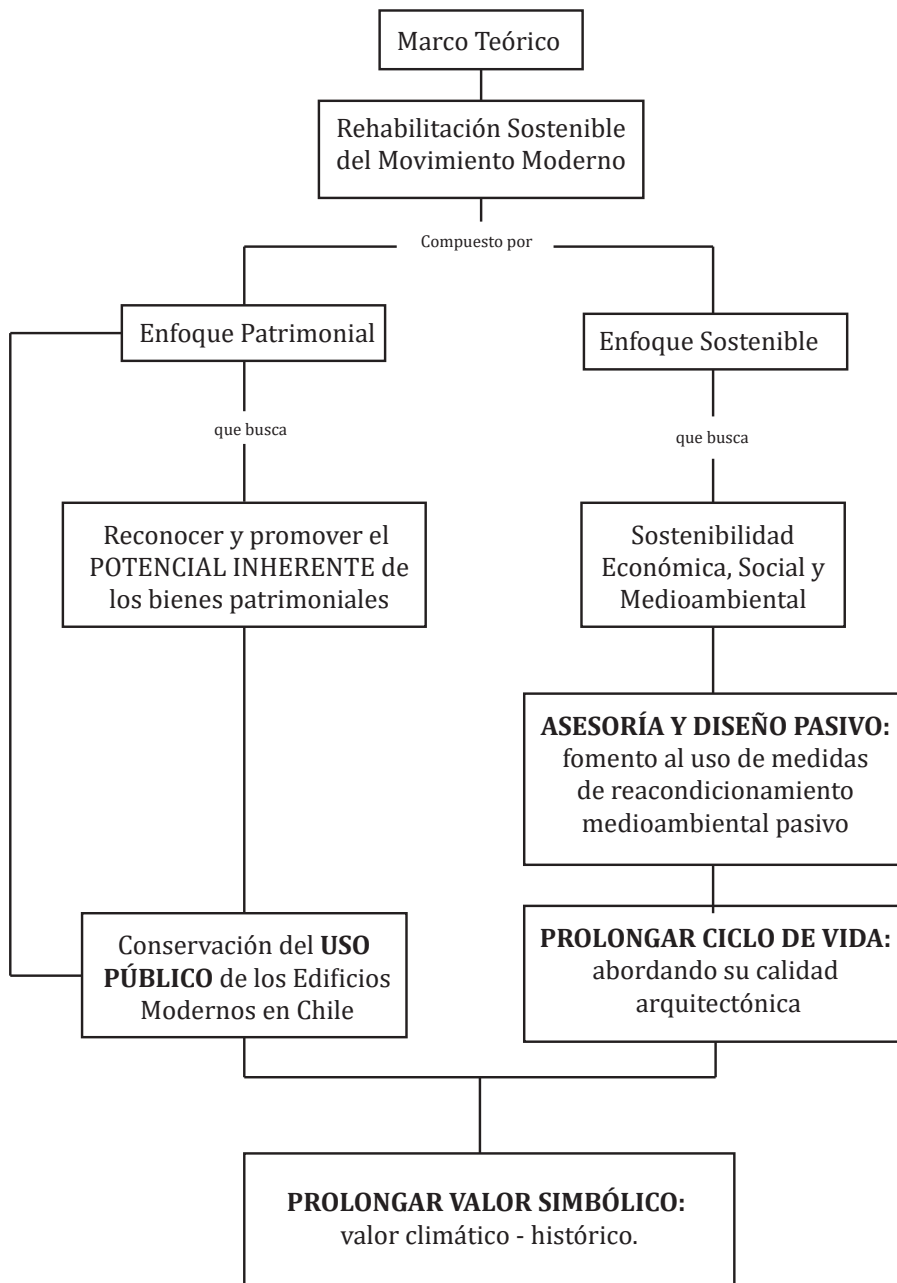 Marco Teórico
Rehabilitación Sostenible
del Movimiento Moderno
Compuesto por
Enfoque Patrimonial
que busca
Reconocer y promover el
POTENCIAL INHERENTE de
los bienes patrimoniales
Conservación del USO
PÚBLICO de los Edificios
Modernos en Chile
Enfoque Sostenible
que busca
Sostenibilidad
Económica, Social y
Medioambiental
ASESORÍA Y DISEÑO PASIVO:
fomento al uso de medidas
de reacondicionamiento
medioambiental pasivo
PROLONGAR CICLO DE VIDA:
abordando su calidad
arquitectónica
PROLONGAR VALOR SIMBÓLICO:
valor climático - histórico.